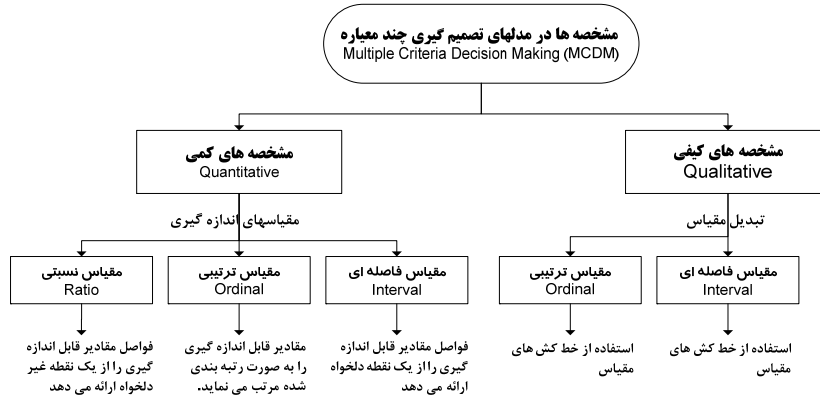 مشخصه ها در مدلهای تصمیم گیری چند معیاره
Multiple Criteria Decision Making (MCDM)
مشخصه های کیفی
Qualitative
مشخصه های کمی
Quantitative
تبدیل مقیاس
مقیاسهای اندازه گیری
مقیاس فاصله ای
Interval
مقیاس ترتیبی
Ordinal
مقیاس فاصله ای
Interval
مقیاس ترتیبی
Ordinal
مقیاس نسبتی
Ratio
استفاده از خط کش های
مقیاس
استفاده از خط کش های
مقیاس
فواصل مقادیر قابل اندازه
گیری را از یک نقطه دلخواه
ارائه می دهد
مقادیر قابل اندازه گیری
را به صورت رتبه بندی
شده مرتب می نماید.
فواصل مقادیر قابل اندازه
گیری را از یک نقطه غیر
دلخواه ارائه می دهد